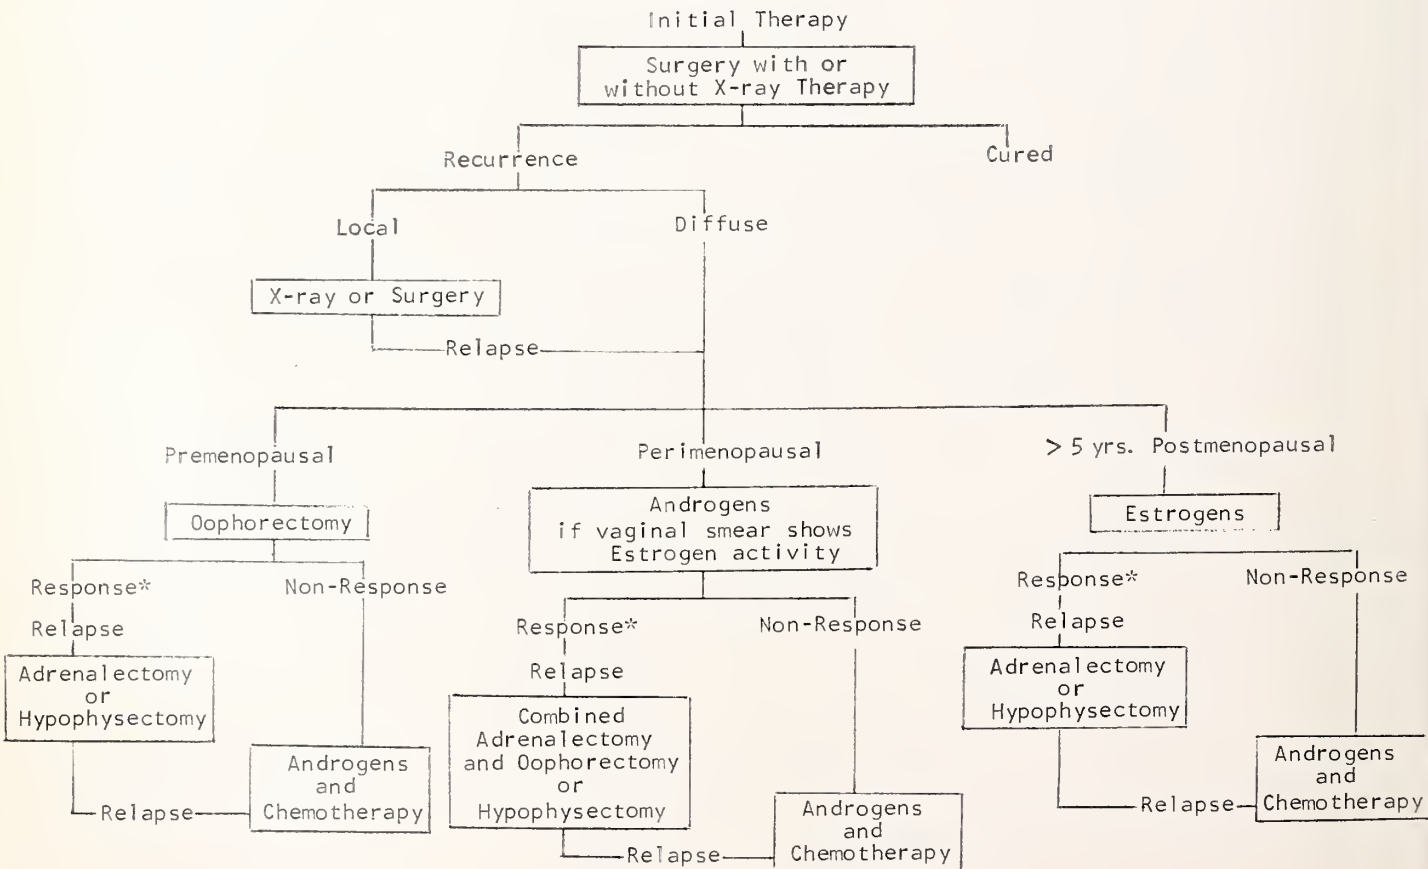 Initial Therapy
Surgery with or
without X-ray Therapy
Recurrence
Cured
Local
Diffuse
X-ray or Surgery
Relapse
Premenopausal
Oophorectomy
Response*
Non-Response
Relapse
Adrenalectomy
or
Hypophysectomy
Relapse
Androgens
and
Chemotherapy
Perimenopausal
Androgens
if vaginal smear shows
Estrogen activity
Response*
Non-Response
Relapse
Combined
Adrenalectomy
and Oophorectomy
or
Hypophysectomy
Relapse
Androgens
and
Chemotherapy
> 5 yrs. Postmenopausal
Estrogens
Response*
Non-Response
Relapse
Adrenalectomy
or
Hypophysectomy
Relapse
Androgens
and
Chemotherapy